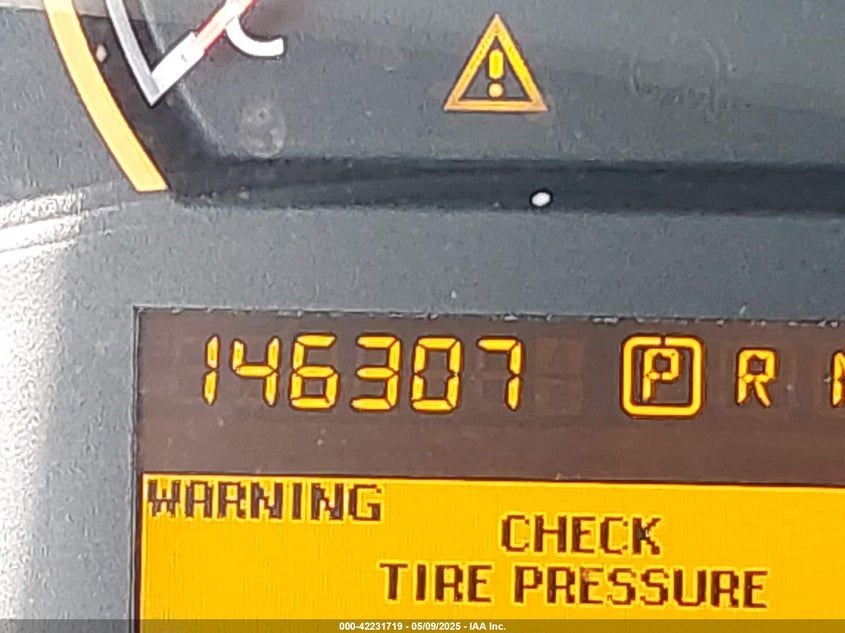 C
146307 P R
WARNING
CHECK
TIRE PRESSURE
000-42231719 - 05/09/2025 - IAA Inc.